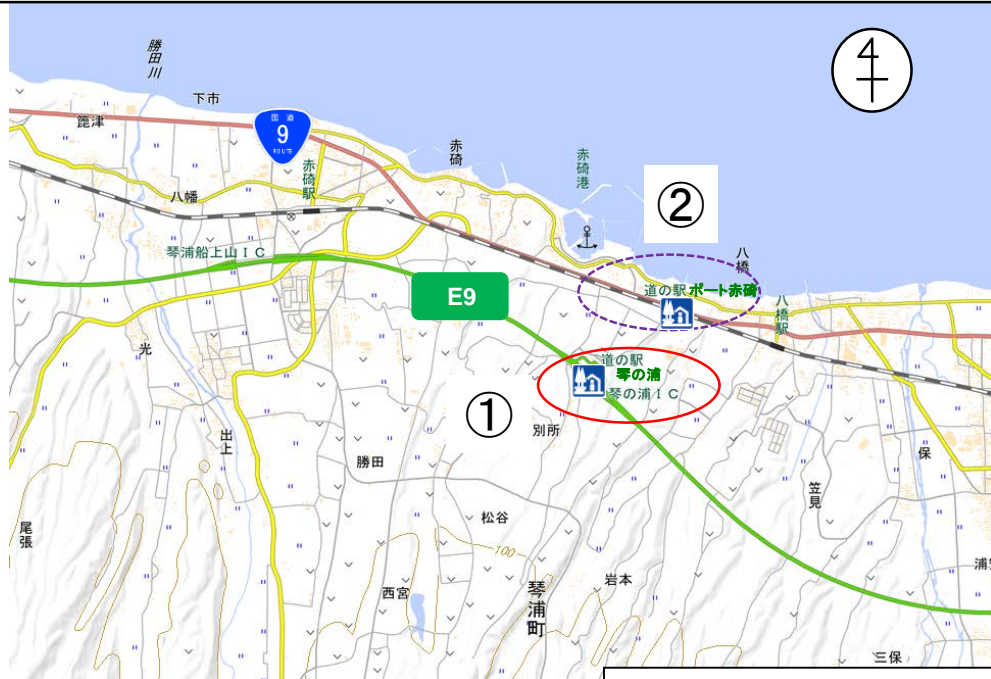 勝田川
下市
国道
9
ROUTE
箆津
赤碕駅
赤碕
赤碕港
②
八幡
八橋
琴浦船上山IC
道の駅 ポート赤碕
八橋駅
E9
光
道の駅
琴の浦
琴の浦IC
①
別所
出上
勝田
保
笠見
松谷
尾張
100
岩本
西宮
琴浦町
三保